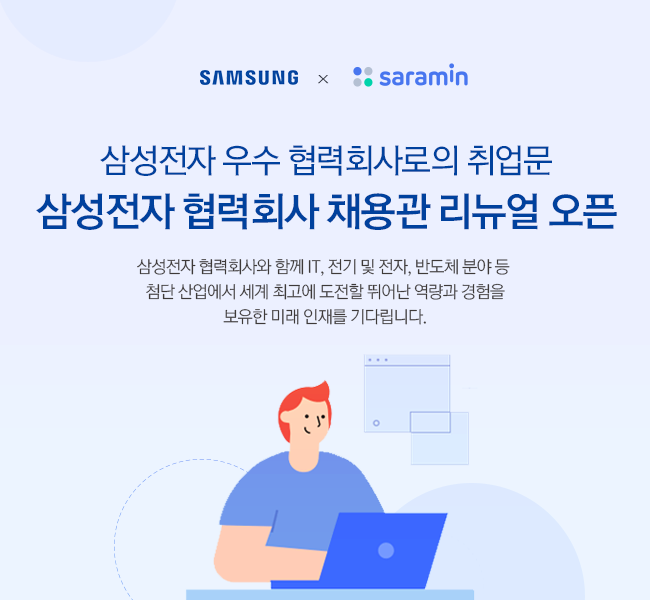 SAMSUNG × saramin
삼성전자 우수 협력회사로의 취업문
삼성전자 협력회사 채용관 리뉴얼 오픈
삼성전자 협력회사와 함께 IT, 전기 및 전자, 반도체 분야 등
첨단 산업에서 세계 최고에 도전할 뛰어난 역량과 경험을
보유한 미래 인재를 기다립니다.